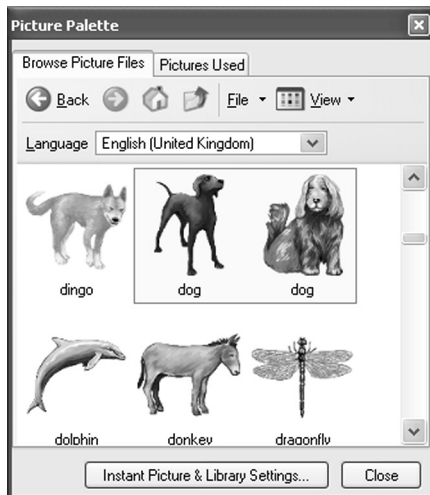 Picture Palette
Browse Picture Files Pictures Used
Back File View
Language English (United Kingdom)
dingo dog dog
dolphin donkey dragonfly
Instant Picture & Library Settings... Close